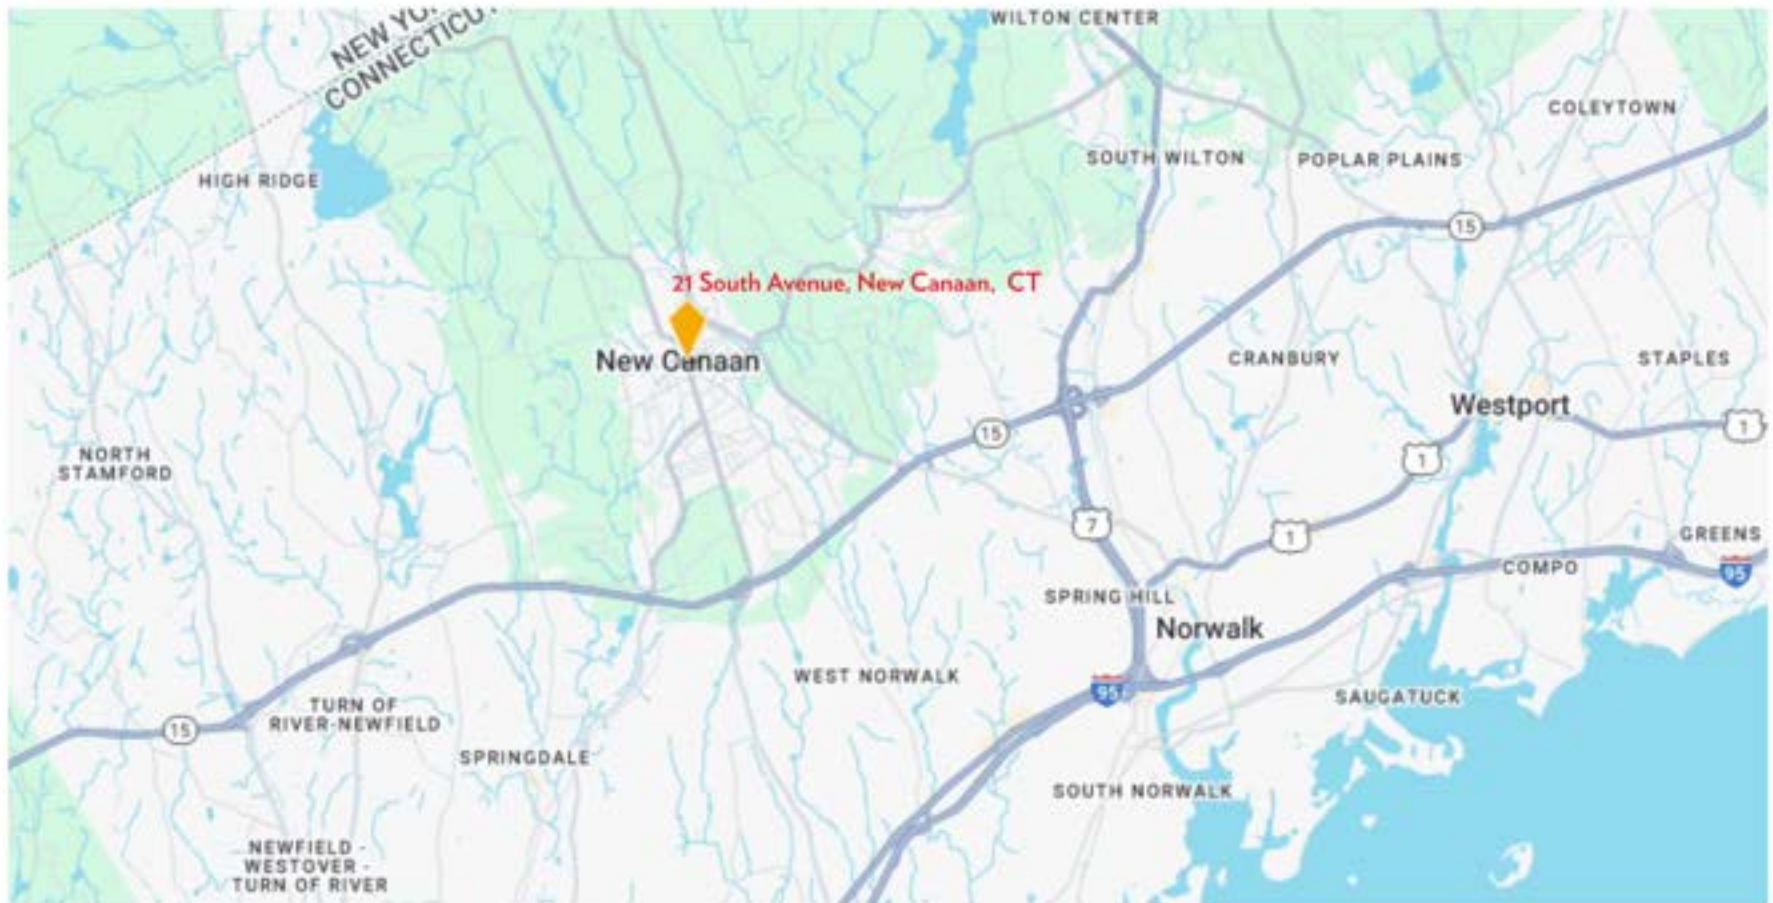 WILTON CENTER
NEW YORK
CONNECTICUT
COLEYTOWN
SOUTH WILTON
POPLAR PLAINS
HIGH RIDGE
15
21 South Avenue, New Canaan, CT
New Canaan
CRANBURY
STAPLES
Westport
15
1
1
NORTH
STAMFORD
7
1
GREENS
COMPO
95
SPRING HILL
Norwalk
WEST NORWALK
95
SAUGATUCK
TURN OF
RIVER-NEWFIELD
15
SPRINGDALE
SOUTH NORWALK
NEWFIELD -
WESTOVER -
TURN OF RIVER